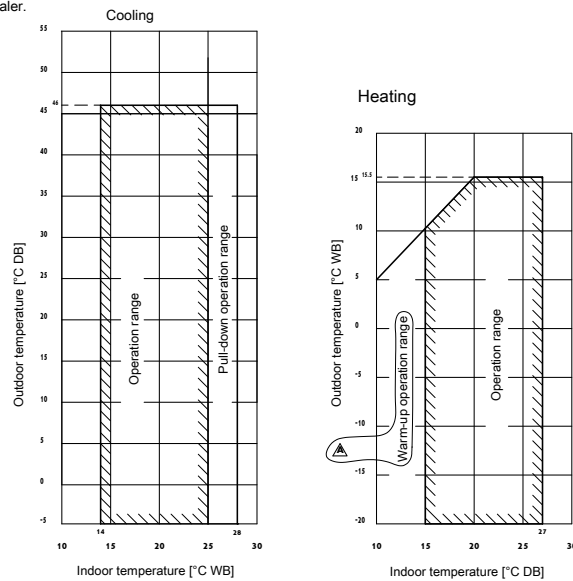 aler.
Cooling
55
50
46
45
40
35
30
25
20
15
10
5
0
-5
14
28
10 15 20 25 30
Outdoor temperature [°C DB]
Operation range
Pull-down operation range
Indoor temperature [°C WB]
Heating
20
15 15.5
10
5
0
-5
-10
-15
-20
27
10 15 20 25 30
Outdoor temperature [°C WB]
Warm-up operation range
A
Operation range
Indoor temperature [°C DB]